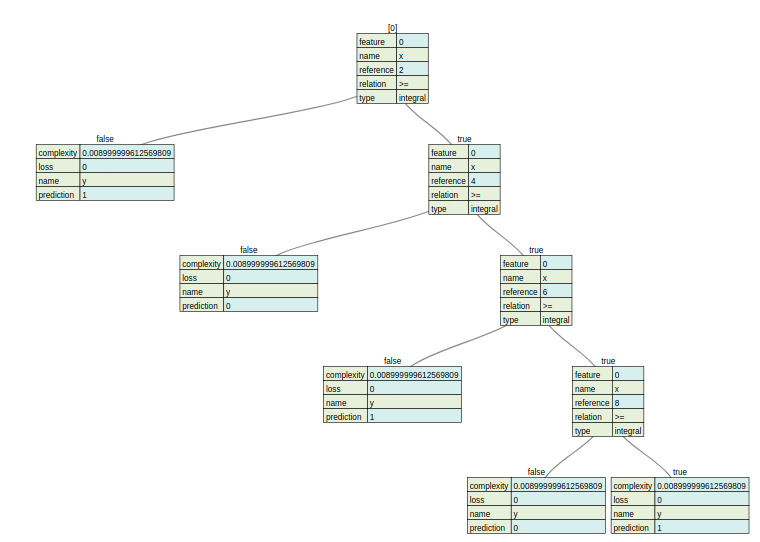 [0]
feature 0
name x
reference 2
relation >=
type integral
false
complexity 0.008999999612569809
loss 0
name y
prediction 1
true
feature 0
name x
reference 4
relation >=
type integral
false
complexity 0.008999999612569809
loss 0
name y
prediction 0
true
feature 0
name x
reference 6
relation >=
type integral
false
complexity 0.008999999612569809
loss 0
name y
prediction 1
true
feature 0
name x
reference 8
relation >=
type integral
false
complexity 0.008999999612569809
loss 0
name y
prediction 0
true
complexity 0.008999999612569809
loss 0
name y
prediction 1